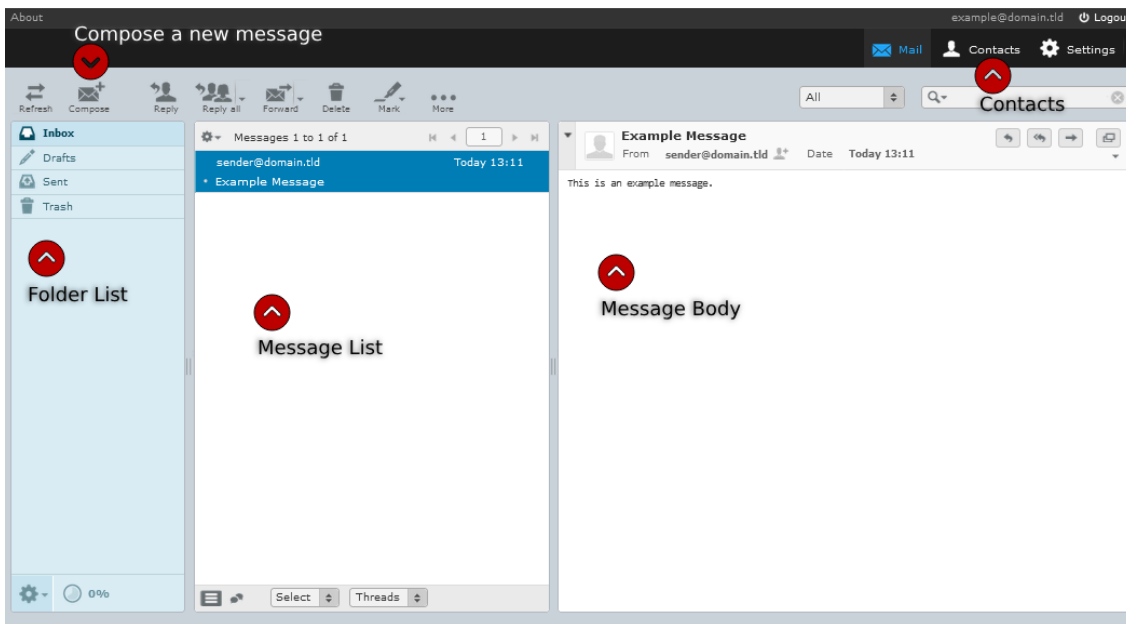 About
example@domain.tld Logou
Compose a new message
Mail Contacts Settings
Refresh Compose Reply Reply all Forward Delete Mark More
All
Contacts
Inbox
Drafts
Sent
Trash
Messages 1 to 1 of 1 1
sender@domain.tld Today 13:11
• Example Message
Example Message
From sender@domain.tld Date Today 13:11
This is an example message.
Folder List
Message List
Message Body
0%
Select Threads